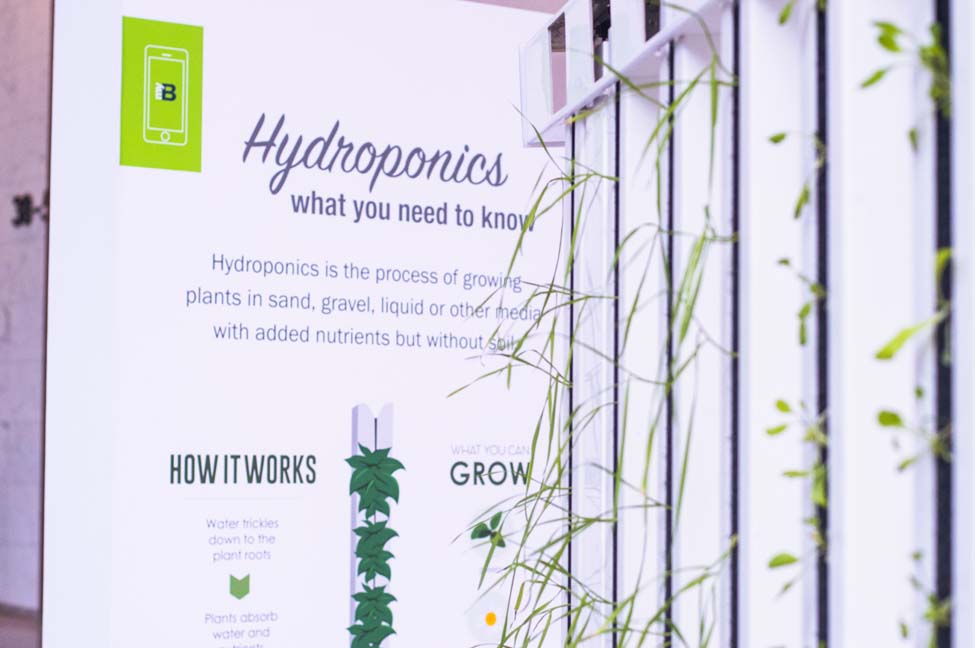 myB
Hydroponics
what you need to know
Hydroponics is the process of growing
plants in sand, gravel, liquid or other media
with added nutrients but without soil.
HOW IT WORKS
WHAT YOU CAN
GROW
Water trickles
down to the
plant roots
Plants absorb
water and
nutrients